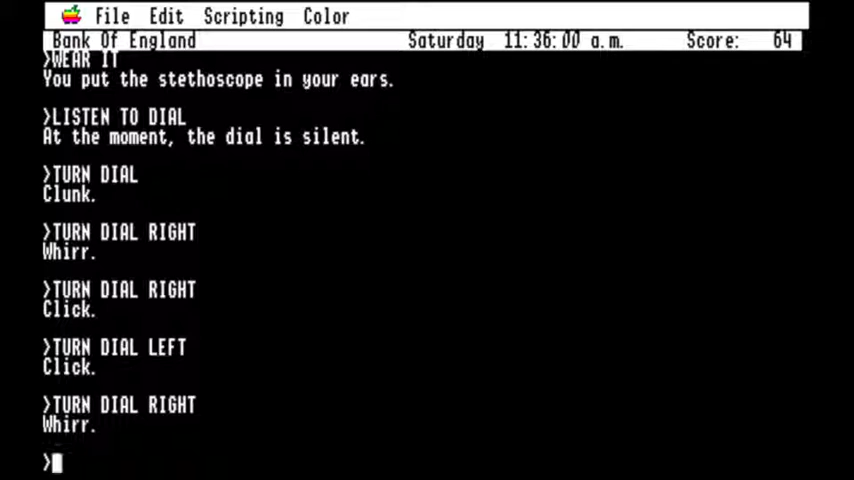 File Edit Scripting Color
Bank Of England Saturday 11:36:00 a.m. Score: 64
>WEAR IT
You put the stethoscope in your ears.
>LISTEN TO DIAL
At the moment, the dial is silent.
>TURN DIAL
Clunk.
>TURN DIAL RIGHT
Whirr.
>TURN DIAL RIGHT
Click.
>TURN DIAL LEFT
Click.
>TURN DIAL RIGHT
Whirr.
>